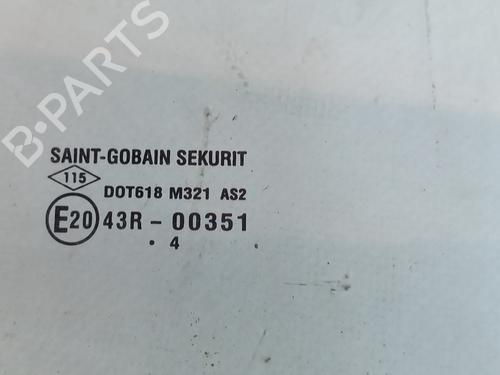 B-PARTS
SAINT-GOBAIN SEKURIT
115
DOT618 M321 AS2
E20 43R - 00351
. 4